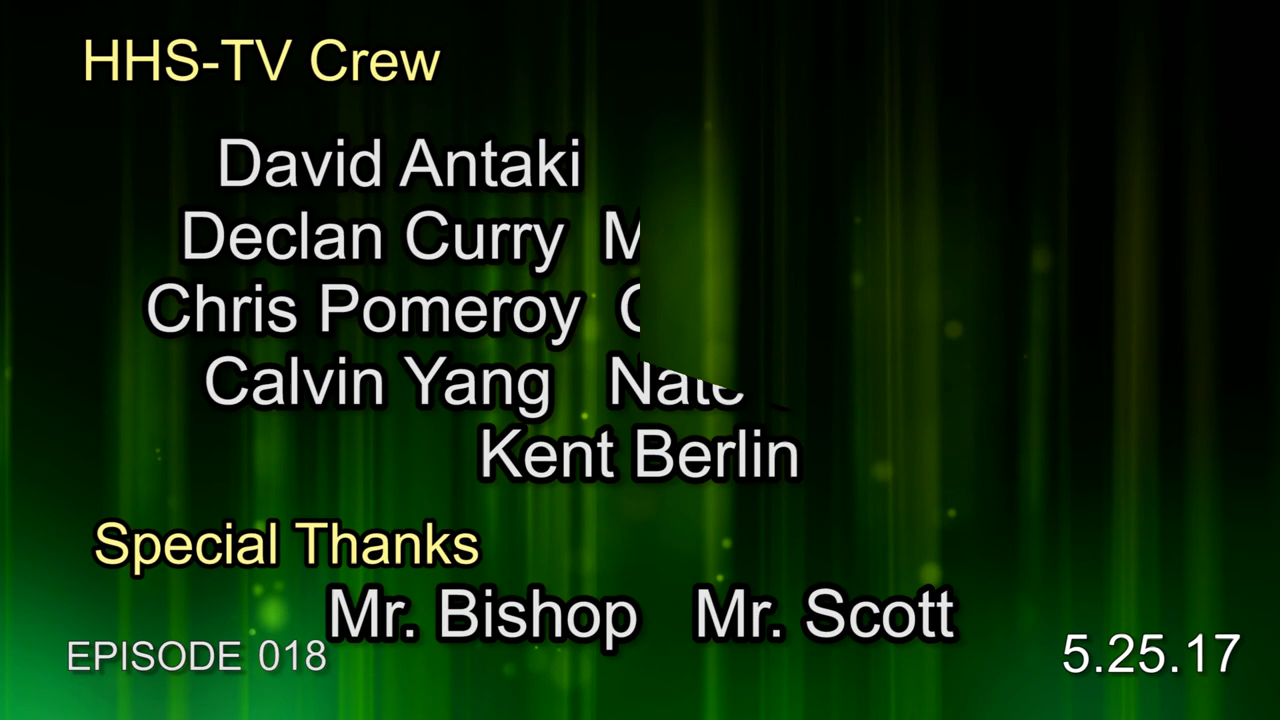 HHS-TV Crew
David Antaki
Declan Curry
Chris Pomeroy
Calvin Yang Nate
Kent Berlin
Special Thanks
Mr. Bishop Mr. Scott
EPISODE 018
5.25.17